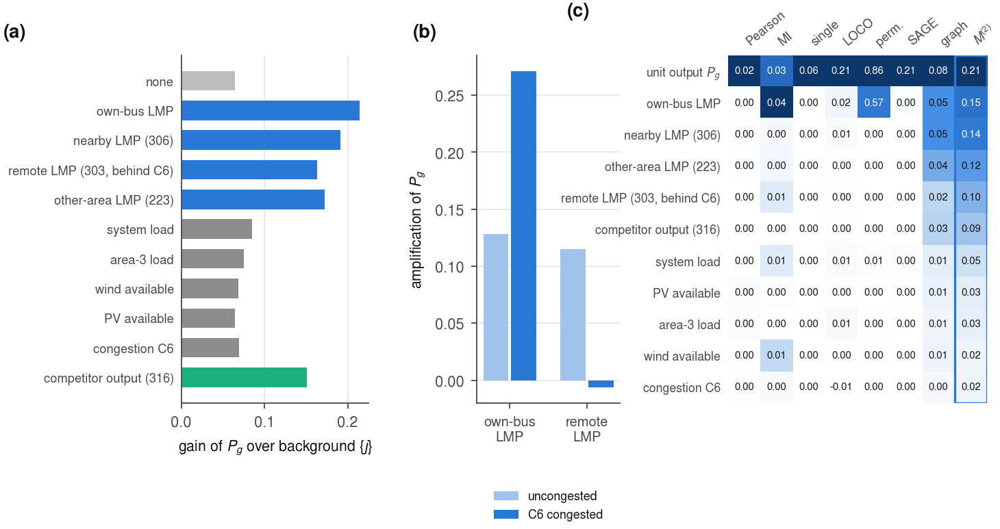 (a)
none
own-bus LMP
nearby LMP (306)
remote LMP (303, behind C6)
other-area LMP (223)
system load
area-3 load
wind available
PV available
congestion C6
competitor output (316)
0.0 0.1 0.2
gain of Pg over background {j}
(b)
amplification of Pg
0.25
0.20
0.15
0.10
0.05
0.00
own-bus LMP
remote LMP
uncongested
C6 congested
(c)
Pearson MI single LOCO perm. SAGE graph M(2)
unit output Pg 0.02 0.03 0.06 0.21 0.86 0.21 0.08 0.21
own-bus LMP 0.00 0.04 0.00 0.02 0.57 0.00 0.05 0.15
nearby LMP (306) 0.00 0.00 0.00 0.01 0.00 0.00 0.05 0.14
other-area LMP (223) 0.00 0.00 0.00 0.00 0.00 0.00 0.04 0.12
remote LMP (303, behind C6) 0.00 0.01 0.00 0.00 0.00 0.00 0.02 0.10
competitor output (316) 0.00 0.00 0.00 0.00 0.00 0.00 0.03 0.09
system load 0.00 0.01 0.00 0.01 0.01 0.00 0.01 0.05
PV available 0.00 0.00 0.00 0.00 0.00 0.00 0.01 0.03
area-3 load 0.00 0.00 0.00 0.01 0.00 0.00 0.01 0.03
wind available 0.00 0.01 0.00 0.00 0.00 0.00 0.01 0.02
congestion C6 0.00 0.00 0.00 -0.01 0.00 0.00 0.00 0.02